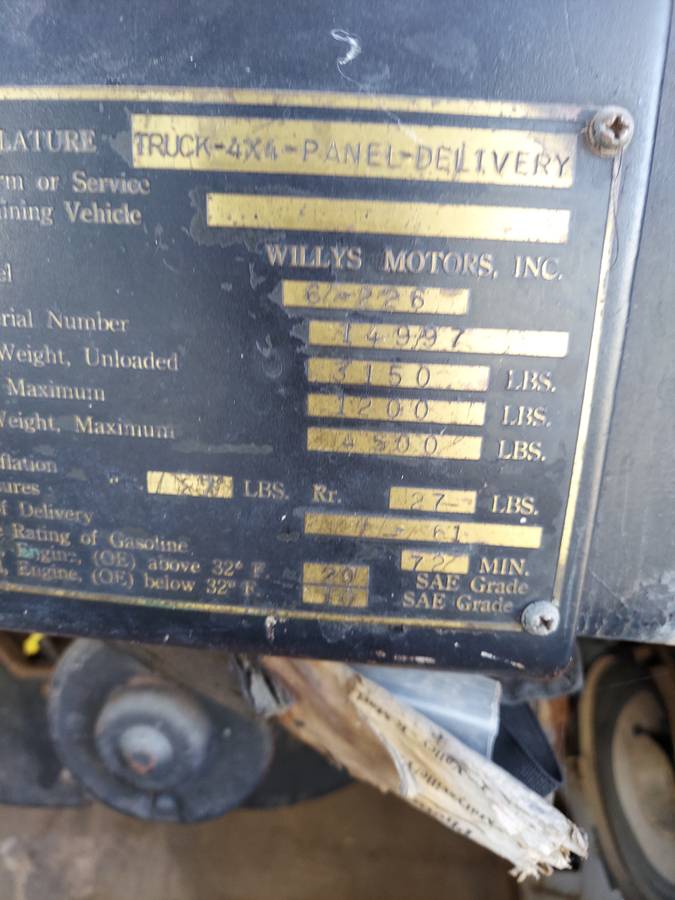 LATURE TRUCK-4X4-PANEL-DELIVERY
rm or Service
ining Vehicle
WILLYS MOTORS, INC.
el 6-226
rial Number 14997
Weight, Unloaded 3150 LBS.
Maximum 1200 LBS.
Weight, Maximum 4500 LBS.
flation
ures LBS. Rr. 27 LBS.
f Delivery 61
Rating of Gasoline 72 MIN.
Engine, (OE) above 32° F. 20 SAE Grade
Engine, (OE) below 32° F. SAE Grade